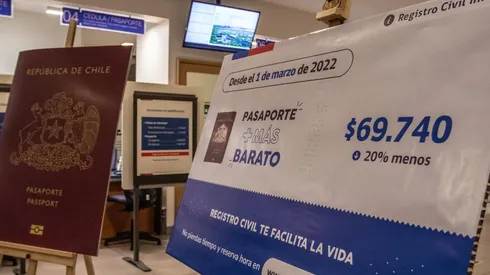 04
CÉDULA / PASAPORTE
REPÚBLICA DE CHILE
PASAPORTE
PASSPORT
Registro Civil
Desde el 1 de marzo de 2022
PASAPORTE
+MÁS
BARATO
$69.740
20% menos
REGISTRO CIVIL TE FACILITA LA VIDA
No pierdas tiempo y reserva hora en